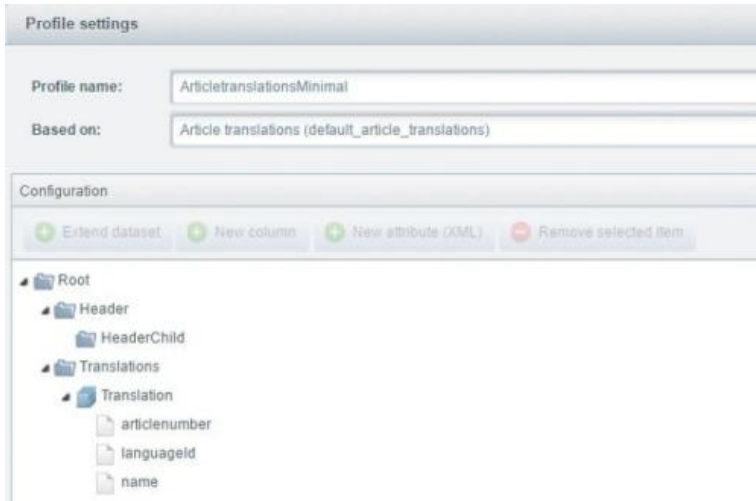 Profile settings
Profile name: ArticletranslationsMinimal
Based on: Article translations (default_article_translations)
Configuration
Extend dataset New column New attribute (XML) Remove selected item
Root
Header
HeaderChild
Translations
Translation
articlenumber
languageId
name